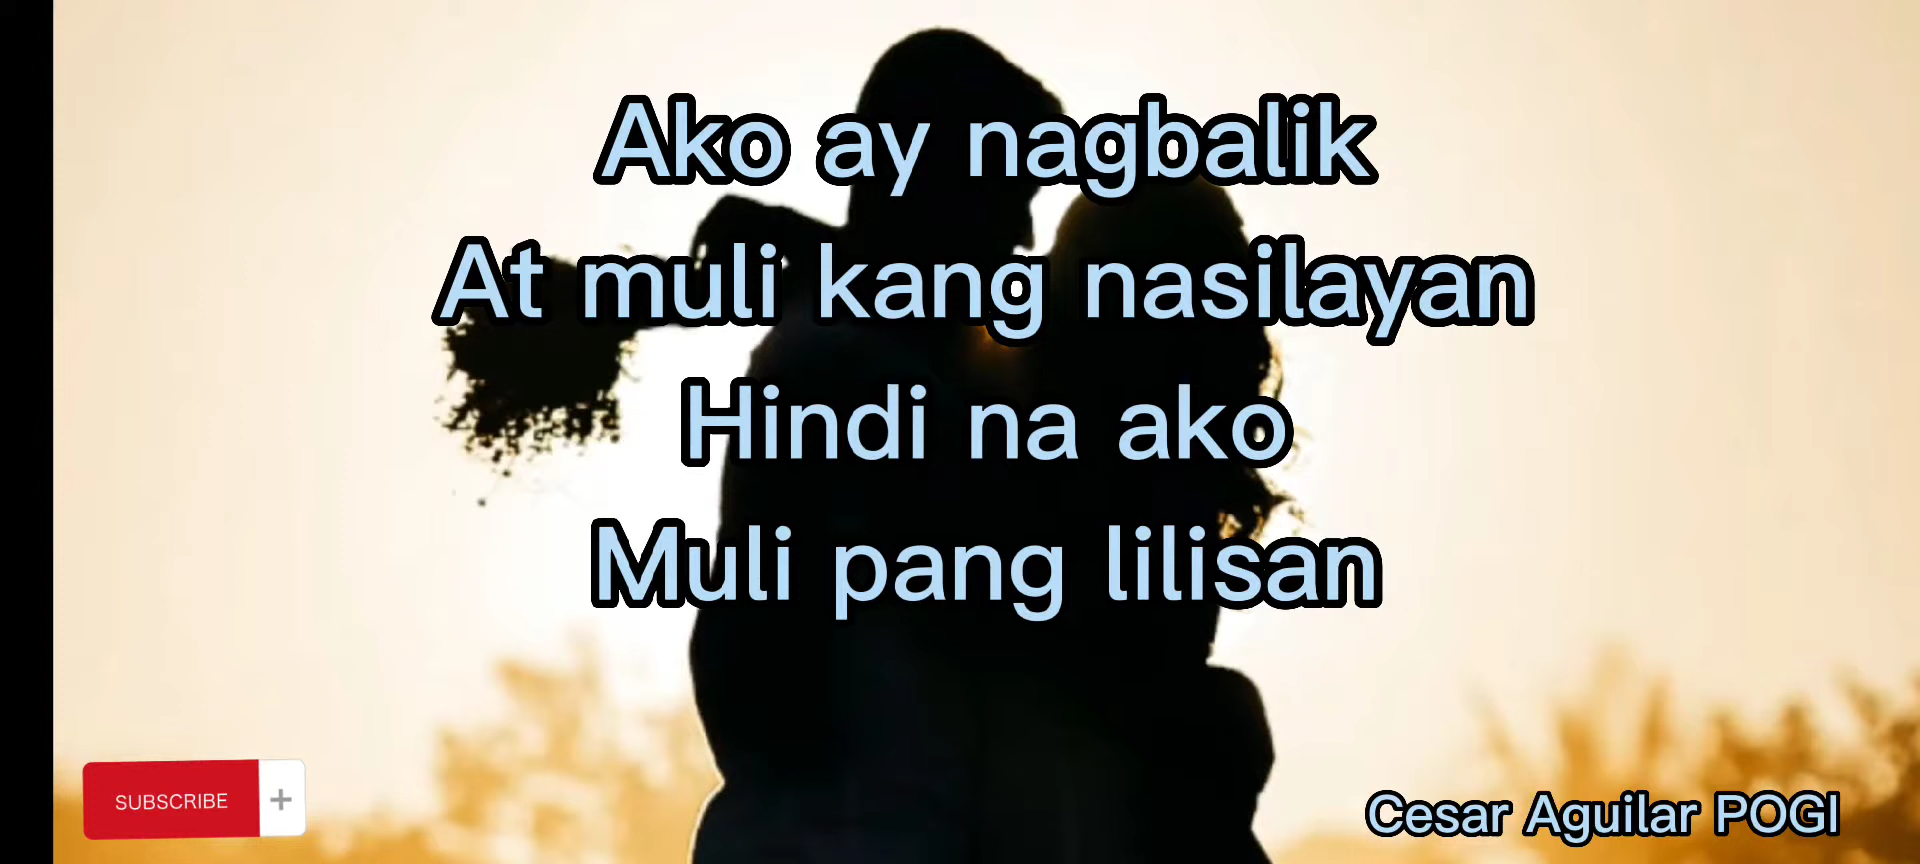 Ako ay nagbalik
At muli kang nasilayan
Hindi na ako
Muli pang lilisan
SUBSCRIBE +
Cesar Aguilar POGI